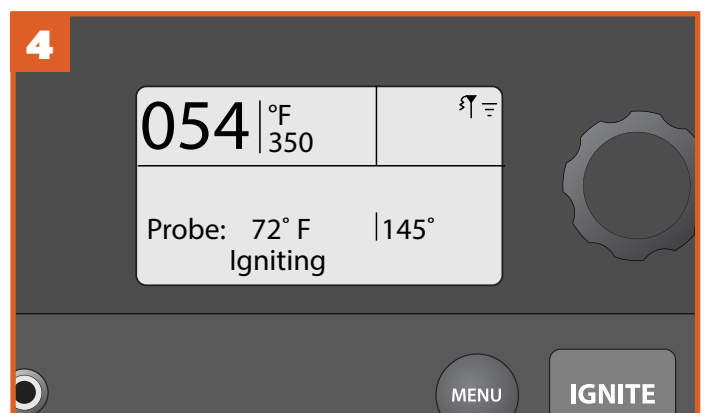 4
054 °F
350
Probe: 72° F 145°
Igniting
MENU IGNITE